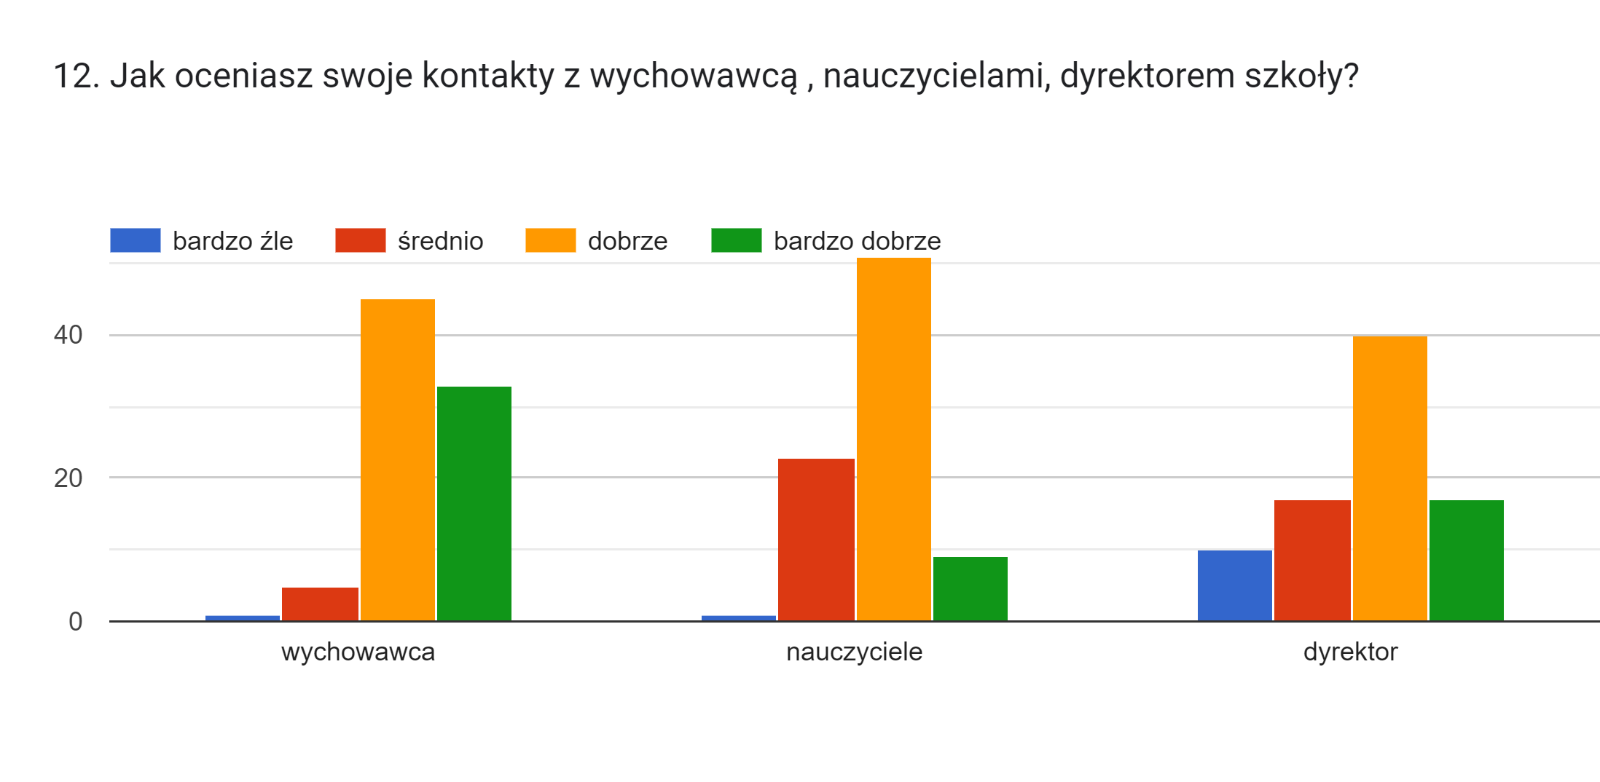 12. Jak oceniasz swoje kontakty z wychowawcą , nauczycielami, dyrektorem szkoły?
bardzo źle średnio dobrze bardzo dobrze
40
20
0
wychowawca nauczyciele dyrektor